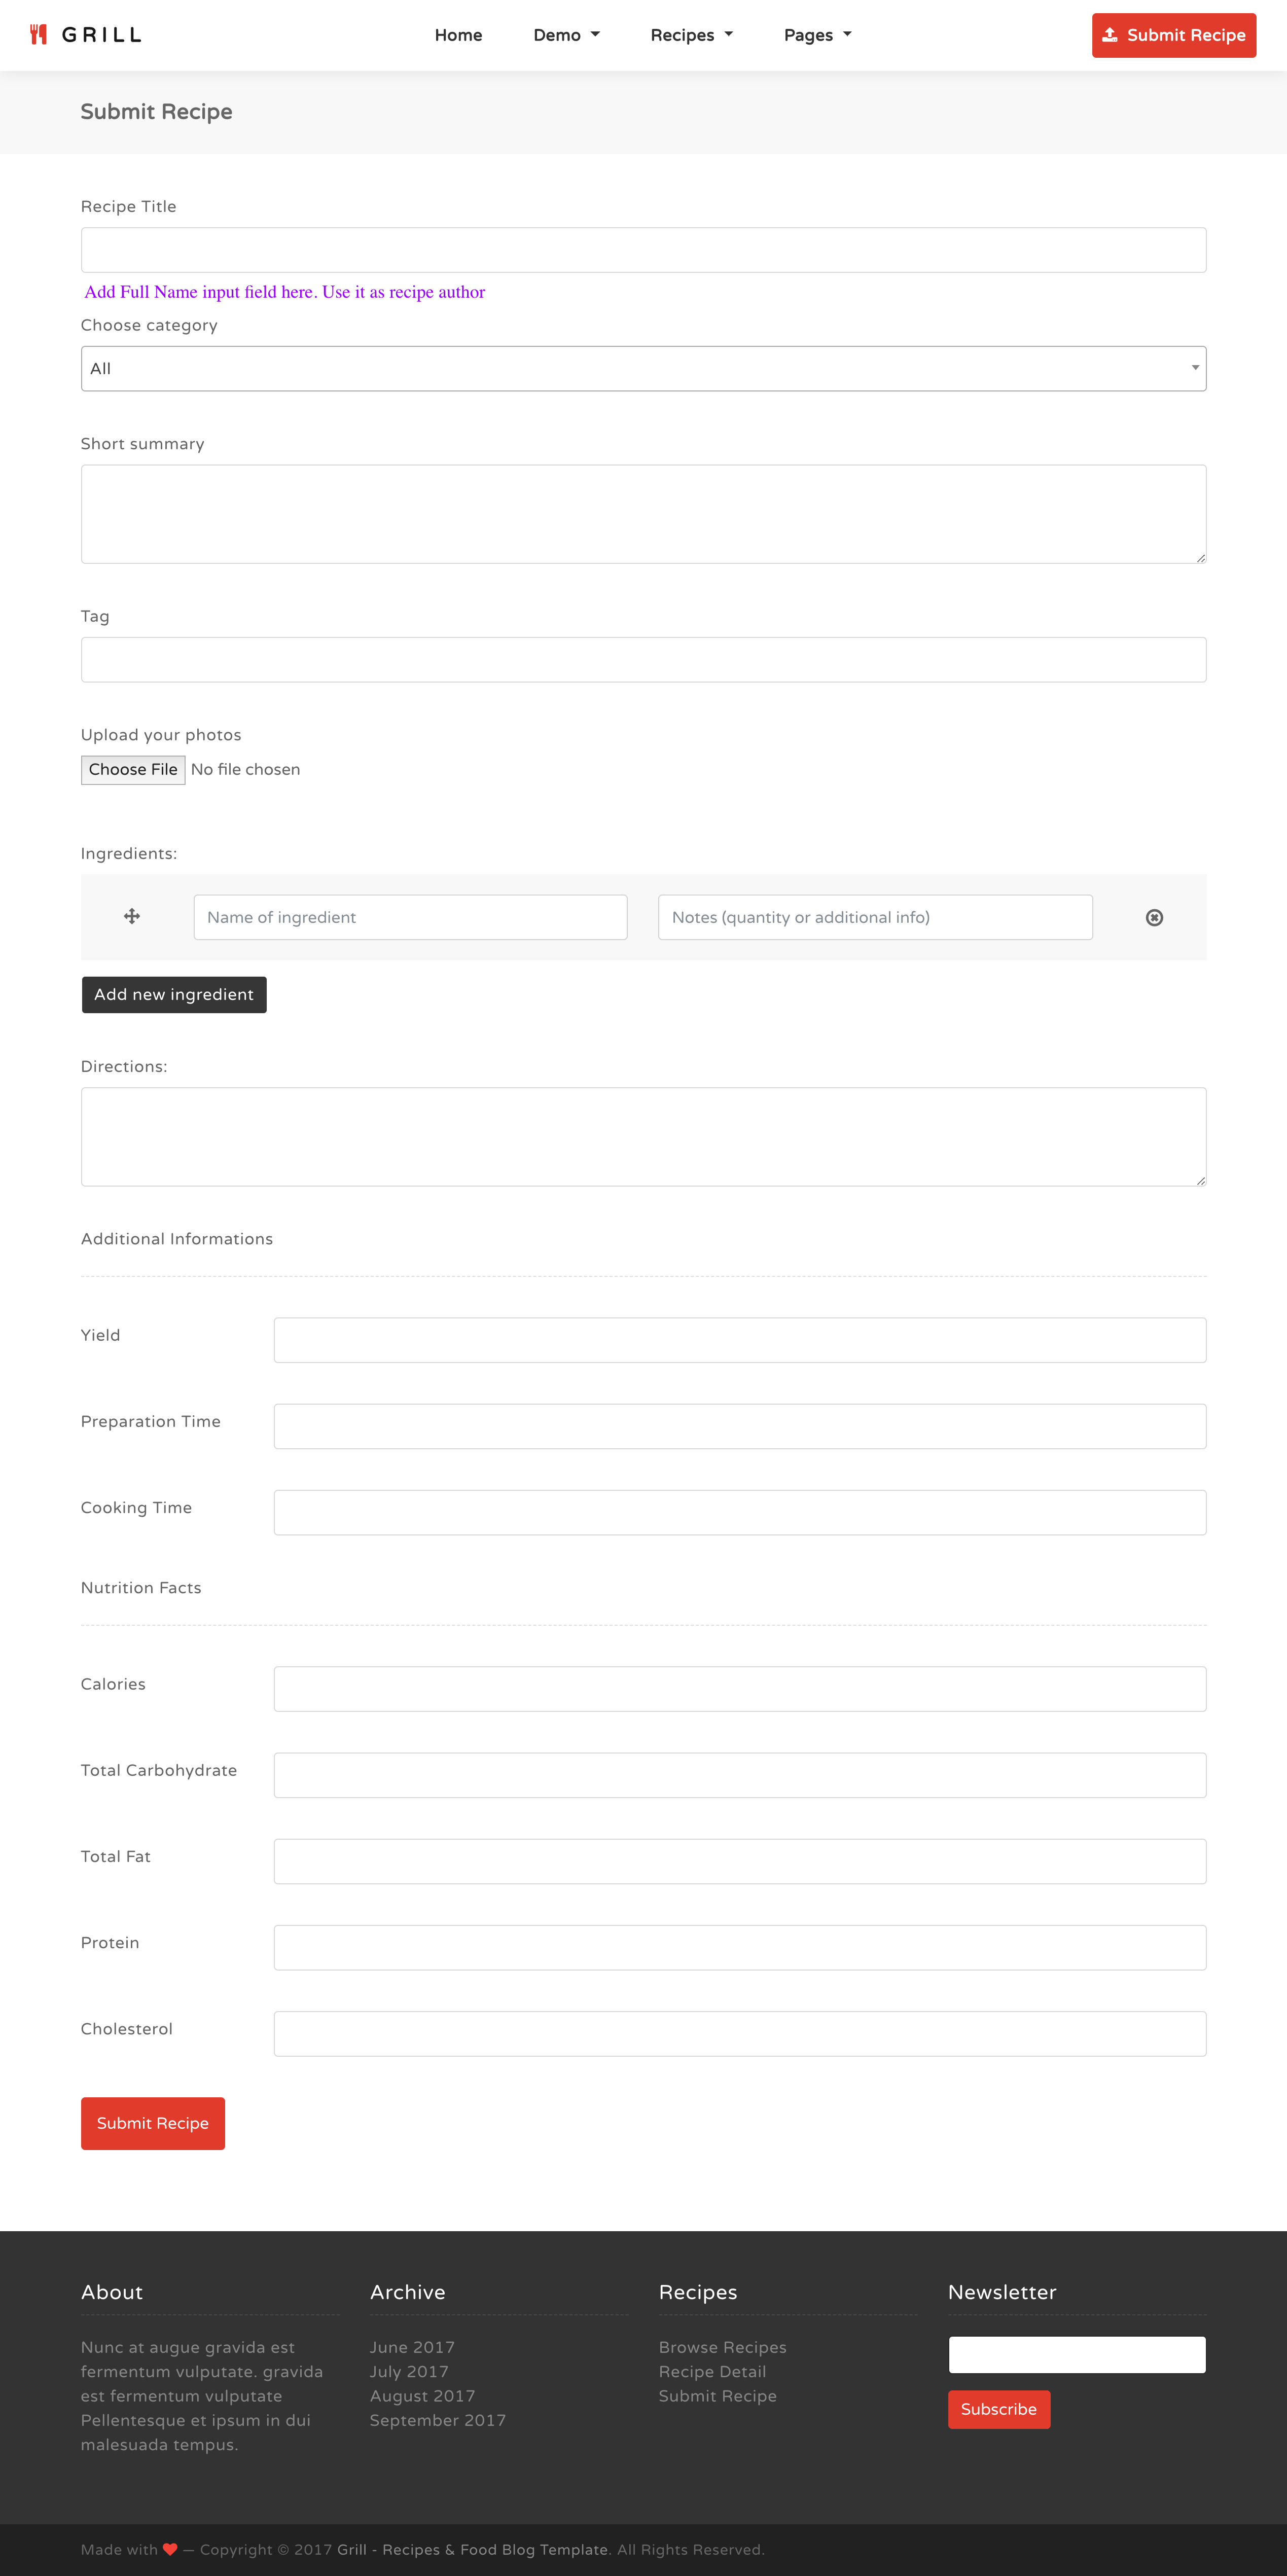 GRILL
Home Demo Recipes Pages
Submit Recipe
Submit Recipe
Recipe Title
Add Full Name input field here. Use it as recipe author
Choose category
All
Short summary
Tag
Upload your photos
Choose File No file chosen
Ingredients:
Name of ingredient Notes (quantity or additional info)
Add new ingredient
Directions:
Additional Informations
Yield
Preparation Time
Cooking Time
Nutrition Facts
Calories
Total Carbohydrate
Total Fat
Protein
Cholesterol
Submit Recipe
About
Nunc at augue gravida est
fermentum vulputate. gravida
est fermentum vulputate
Pellentesque et ipsum in dui
malesuada tempus.
Archive
June 2017
July 2017
August 2017
September 2017
Recipes
Browse Recipes
Recipe Detail
Submit Recipe
Newsletter
Subscribe
Made with ❤ — Copyright © 2017 Grill - Recipes & Food Blog Template. All Rights Reserved.